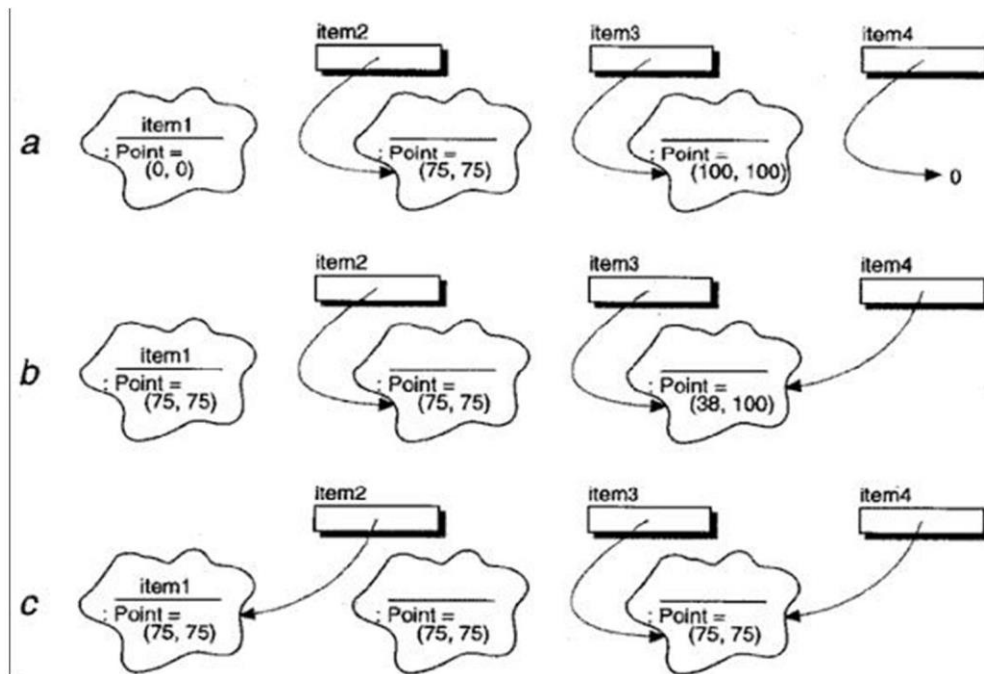 item2
item3
item4
a
item1
: Point =
(0, 0)
: Point =
(75, 75)
: Point =
(100, 100)
0
item2
item3
item4
b
item1
: Point =
(75, 75)
: Point =
(75, 75)
: Point =
(38, 100)
item2
item3
item4
c
item1
: Point =
(75, 75)
: Point =
(75, 75)
: Point =
(75, 75)